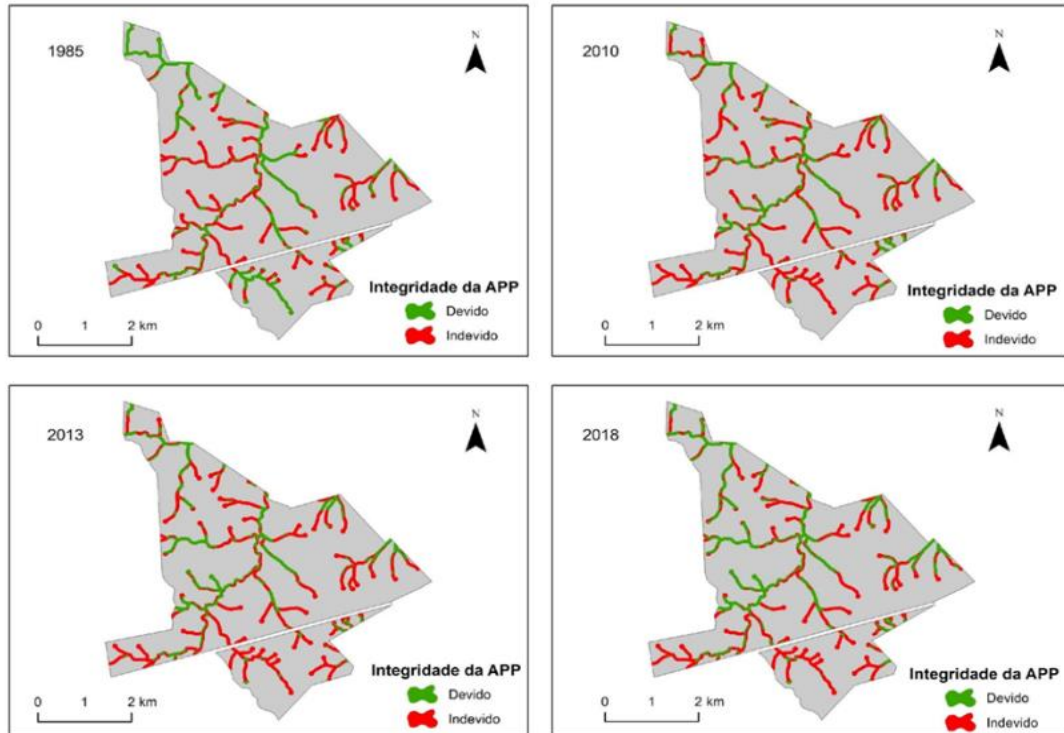 1985
N
Integridade da APP
Devido
Indevido
0 1 2 km
2010
N
Integridade da APP
Devido
Indevido
0 1 2 km
2013
N
Integridade da APP
Devido
Indevido
0 1 2 km
2018
N
Integridade da APP
Devido
Indevido
0 1 2 km